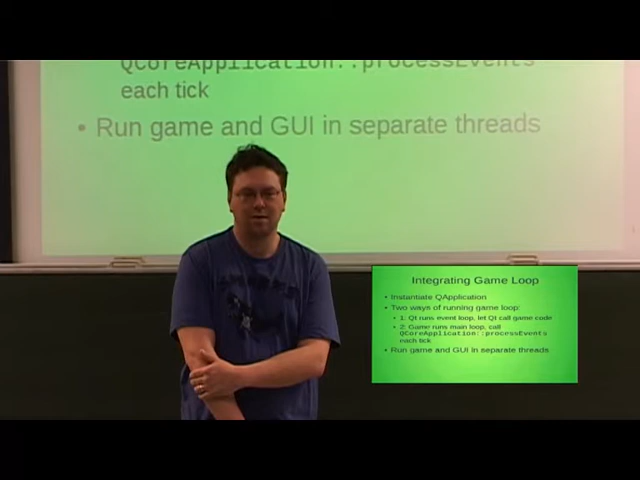 QCoreApplication::processEvents
each tick
• Run game and GUI in separate threads
Integrating Game Loop
• Instantiate QApplication
• Two ways of running game loop:
• 1. Qt runs event loop, let Qt call game code
• 2. Game runs main loop, call
QCoreApplication::processEvents
each tick
• Run game and GUI in separate threads